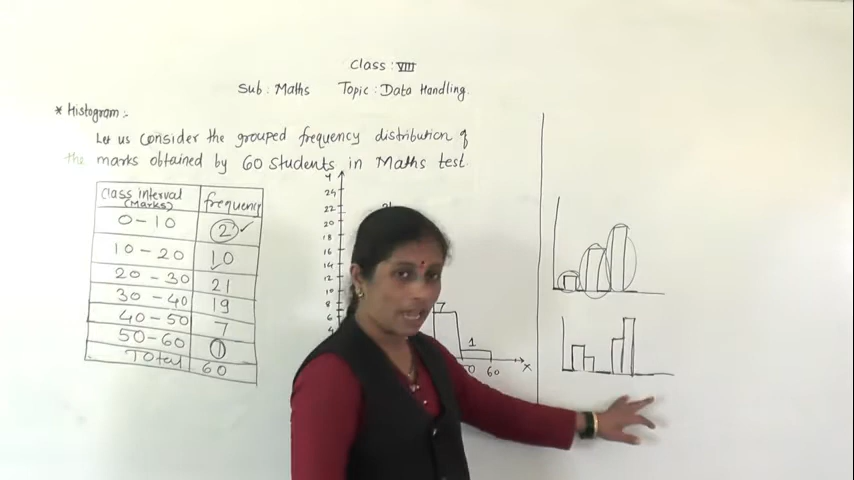 Class : VIII
Sub : Maths Topic : Data Handling.
* Histogram :-
Let us consider the grouped frequency distribution of
the marks obtained by 60 students in Maths test.
Class interval (Marks) frequency
0-10 2
10-20 10
20-30 21
30-40 19
40-50 7
50-60 1
Total 60
Y
24
22
20
18
16
14
12
10
8
6
4
7
1
60
X